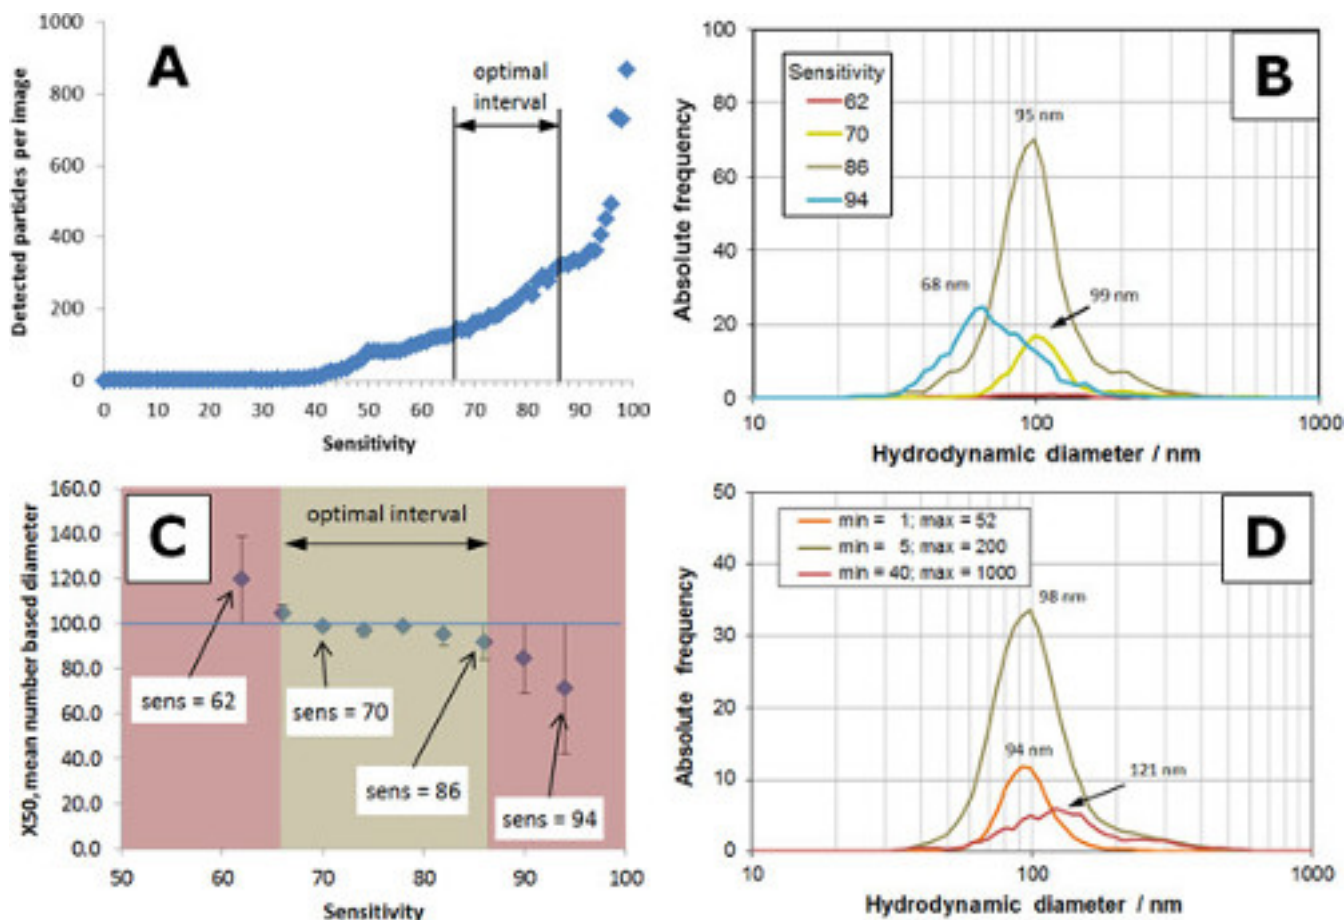 A
optimal
interval
Detected particles per image
1000
800
600
400
200
0
0 10 20 30 40 50 60 70 80 90 100
Sensitivity
B
Sensitivity
62
70
86
94
95 nm
68 nm
99 nm
Absolute frequency
100
80
60
40
20
0
10 100 1000
Hydrodynamic diameter / nm
C
optimal interval
X50, mean number based diameter
160.0
140.0
120.0
100.0
80.0
60.0
40.0
20.0
0.0
sens = 62
sens = 70
sens = 86
sens = 94
50 60 70 80 90 100
Sensitivity
D
min = 1; max = 52
min = 5; max = 200
min = 40; max = 1000
98 nm
94 nm
121 nm
Absolute frequency
50
40
30
20
10
0
10 100 1000
Hydrodynamic diameter / nm